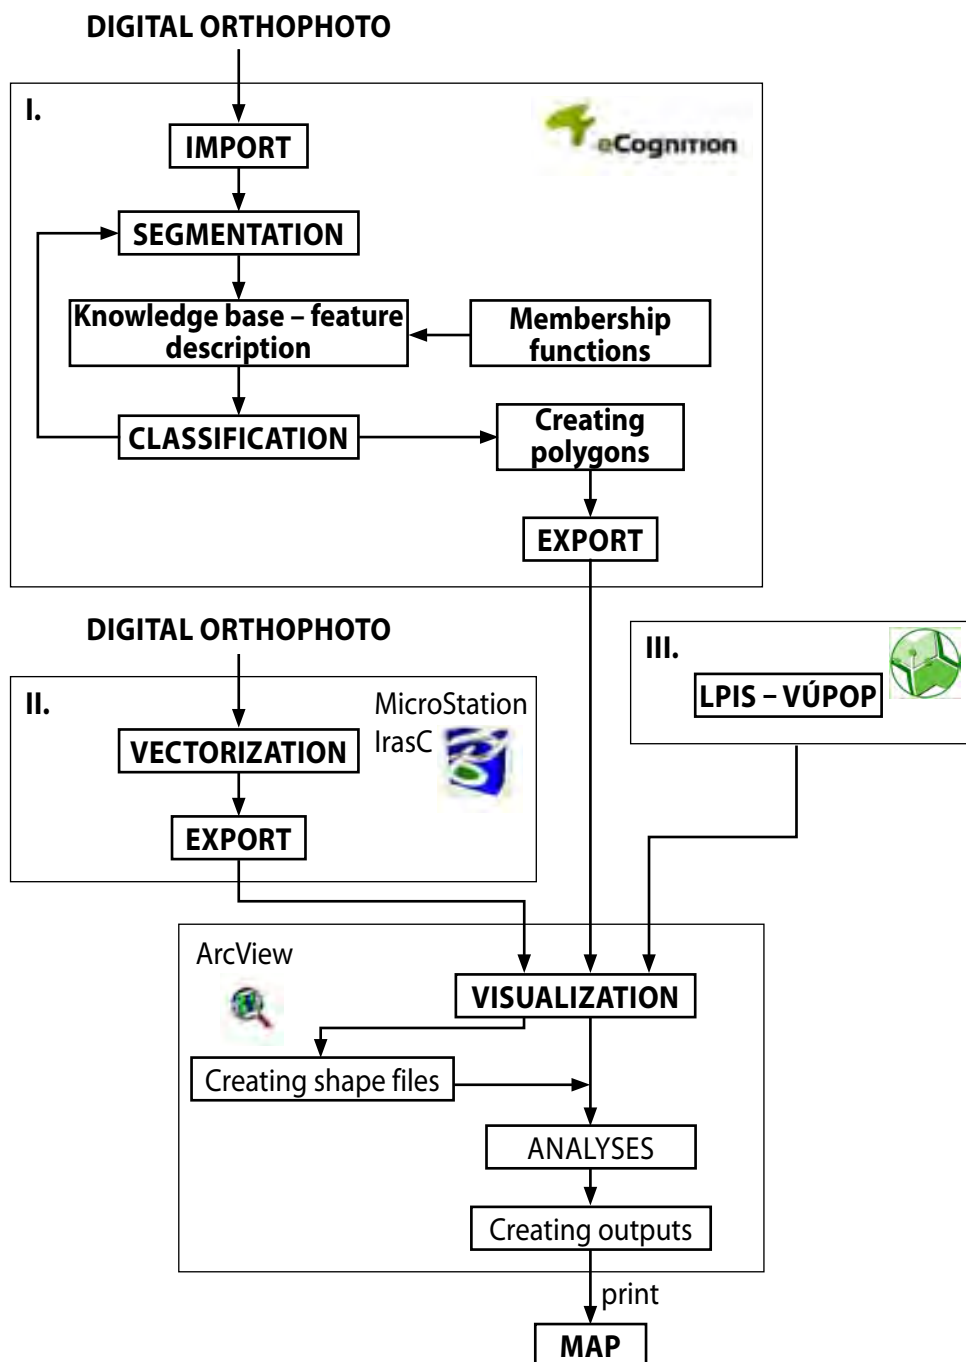 DIGITAL ORTHOPHOTO
I.
eCognition
IMPORT
SEGMENTATION
Knowledge base – feature
description
Membership
functions
CLASSIFICATION
Creating
polygons
EXPORT
DIGITAL ORTHOPHOTO
II.
MicroStation
IrasC
VECTORIZATION
EXPORT
III.
LPIS – VÚPOP
ArcView
VISUALIZATION
Creating shape files
ANALYSES
Creating outputs
print
MAP